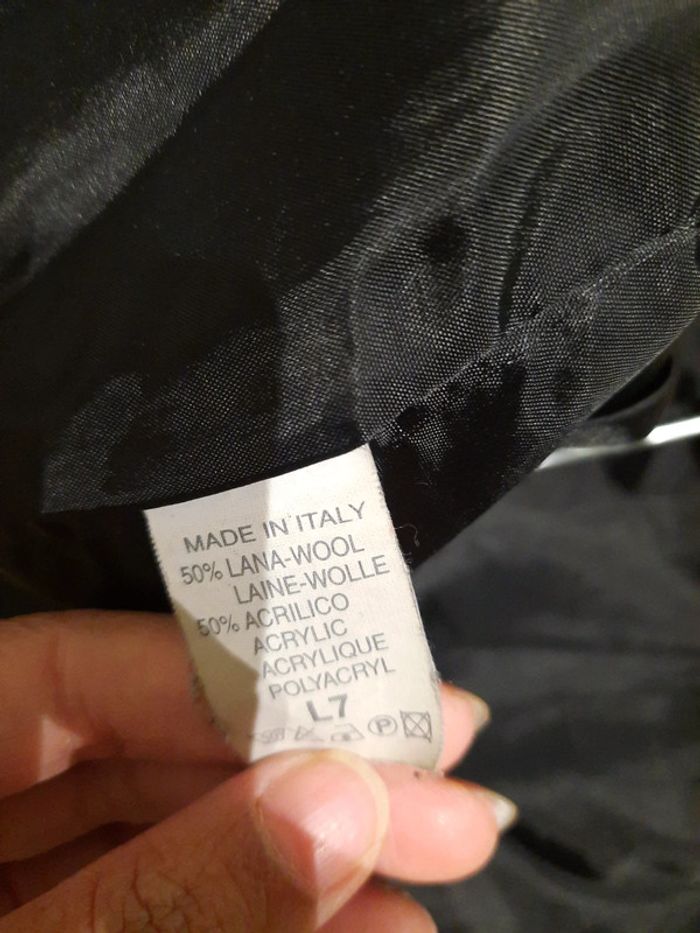 MADE IN ITALY
50% LANA-WOOL
LAINE-WOLLE
50% ACRILICO
ACRYLIC
ACRYLIQUE
POLYACRYL
L7
P